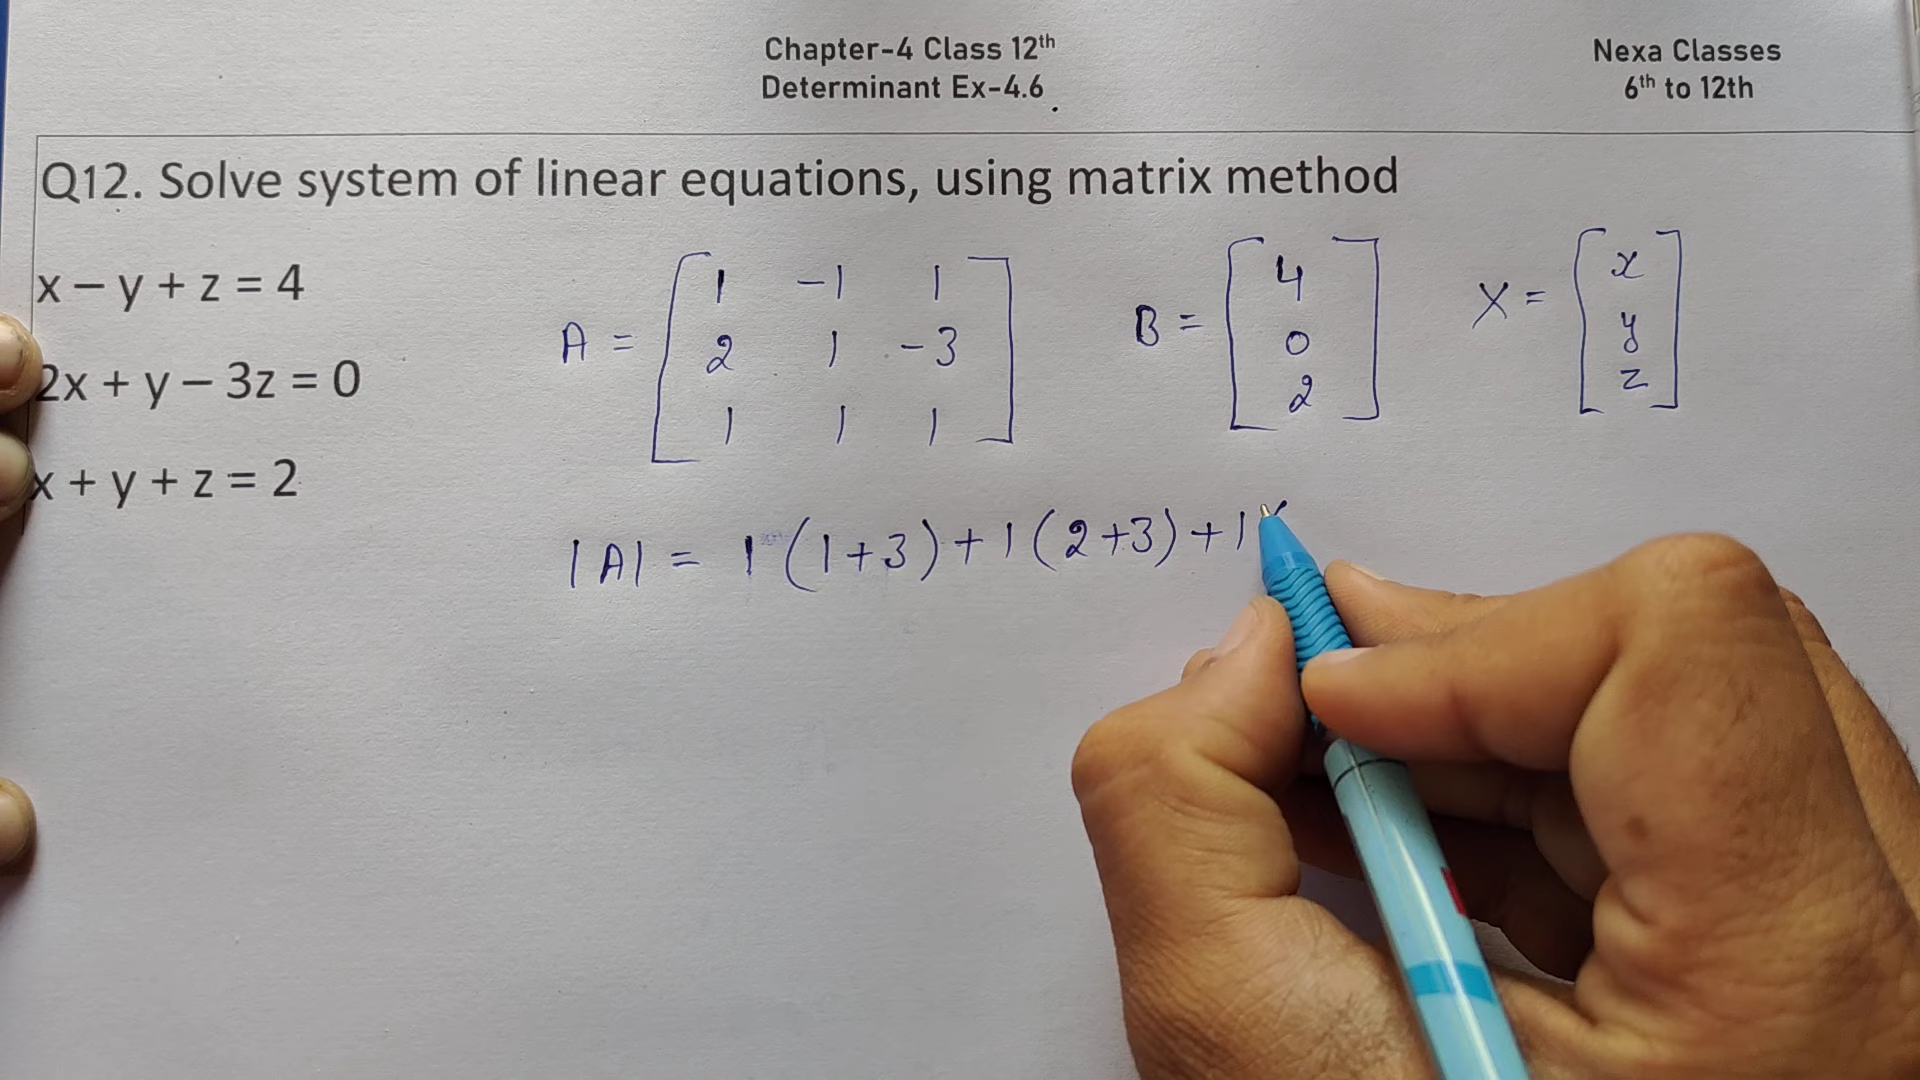 Chapter-4 Class 12th
Determinant Ex-4.6
Nexa Classes
6th to 12th
Q12. Solve system of linear equations, using matrix method
x – y + z = 4
2x + y – 3z = 0
x + y + z = 2
A = [ 1 -1 1
2 1 -3
1 1 1 ]
B = [ 4
0
2 ]
X = [ x
y
z ]
|A| = 1 (1+3) + 1 (2+3) + 1 (